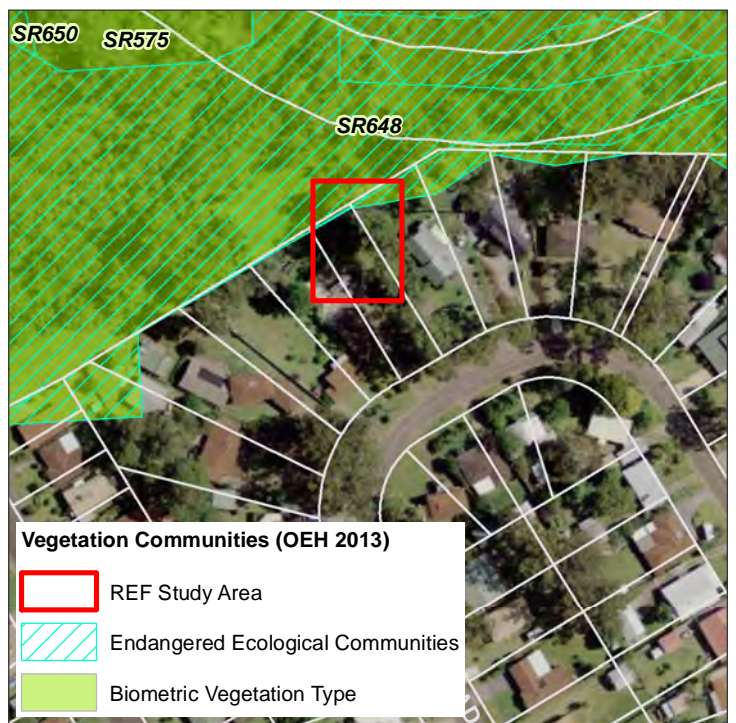 SR650
SR575
SR648
Vegetation Communities (OEH 2013)
REF Study Area
Endangered Ecological Communities
Biometric Vegetation Type